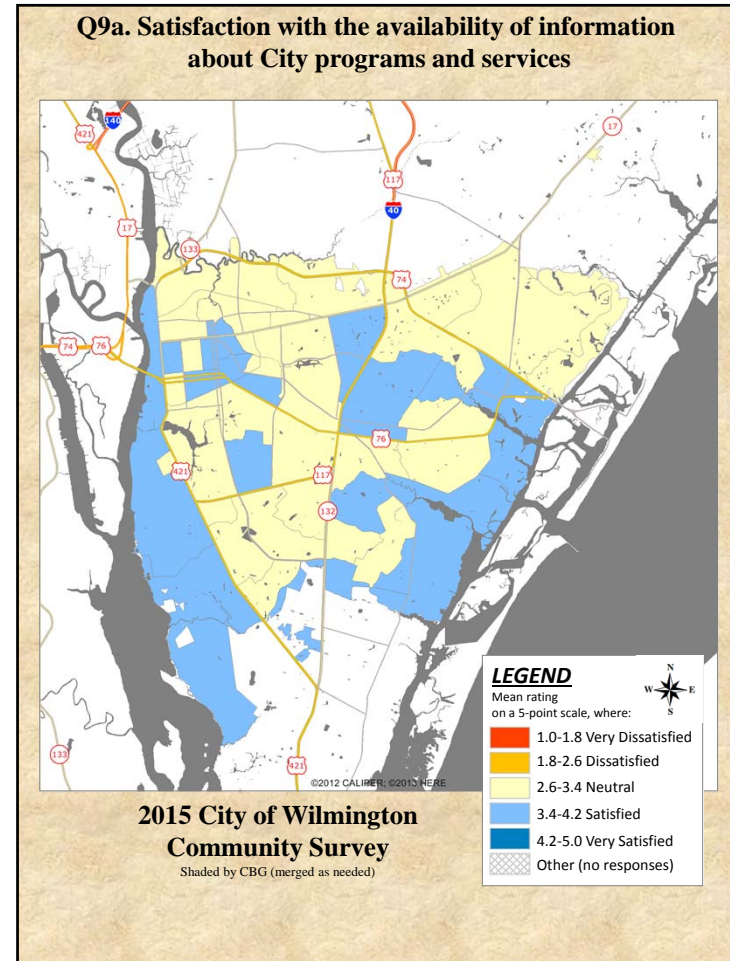 Q9a. Satisfaction with the availability of information
about City programs and services
140
421
17
117
17
40
133
74
74
76
76
421
117
132
133
421
©2012 CALIPER; ©2013 HERE
LEGEND
Mean rating
on a 5-point scale, where:
N
W E
S
1.0-1.8 Very Dissatisfied
1.8-2.6 Dissatisfied
2.6-3.4 Neutral
3.4-4.2 Satisfied
4.2-5.0 Very Satisfied
Other (no responses)
2015 City of Wilmington
Community Survey
Shaded by CBG (merged as needed)